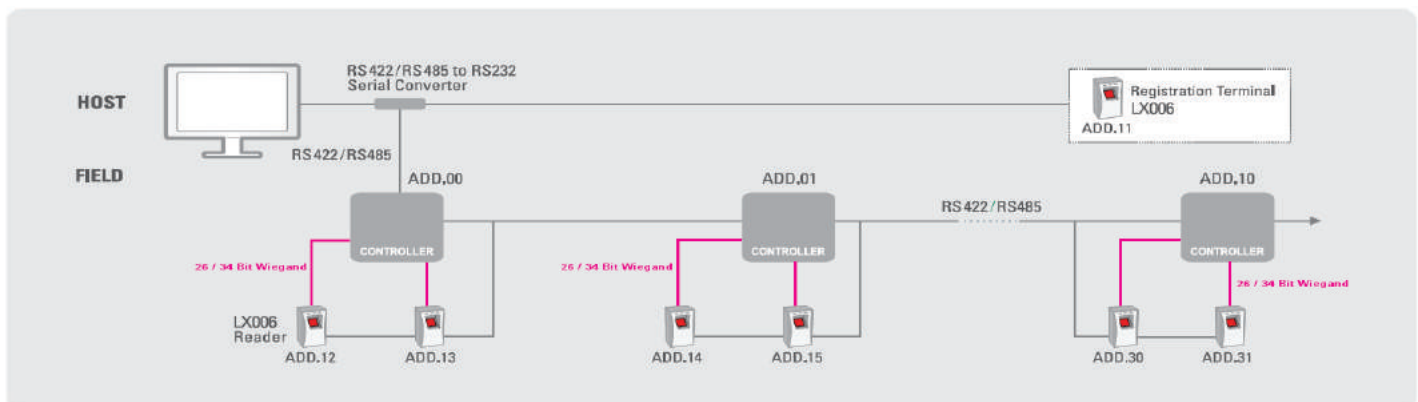 HOST
RS422/RS485 to RS232
Serial Converter
Registration Terminal
LX006
ADD.11
RS422/RS485
FIELD
ADD.00
ADD.01
ADD.10
RS422/RS485
CONTROLLER
CONTROLLER
CONTROLLER
26 / 34 Bit Wiegand
26 / 34 Bit Wiegand
26 / 34 Bit Wiegand
LX006
Reader
ADD.12
ADD.13
ADD.14
ADD.15
ADD.30
ADD.31